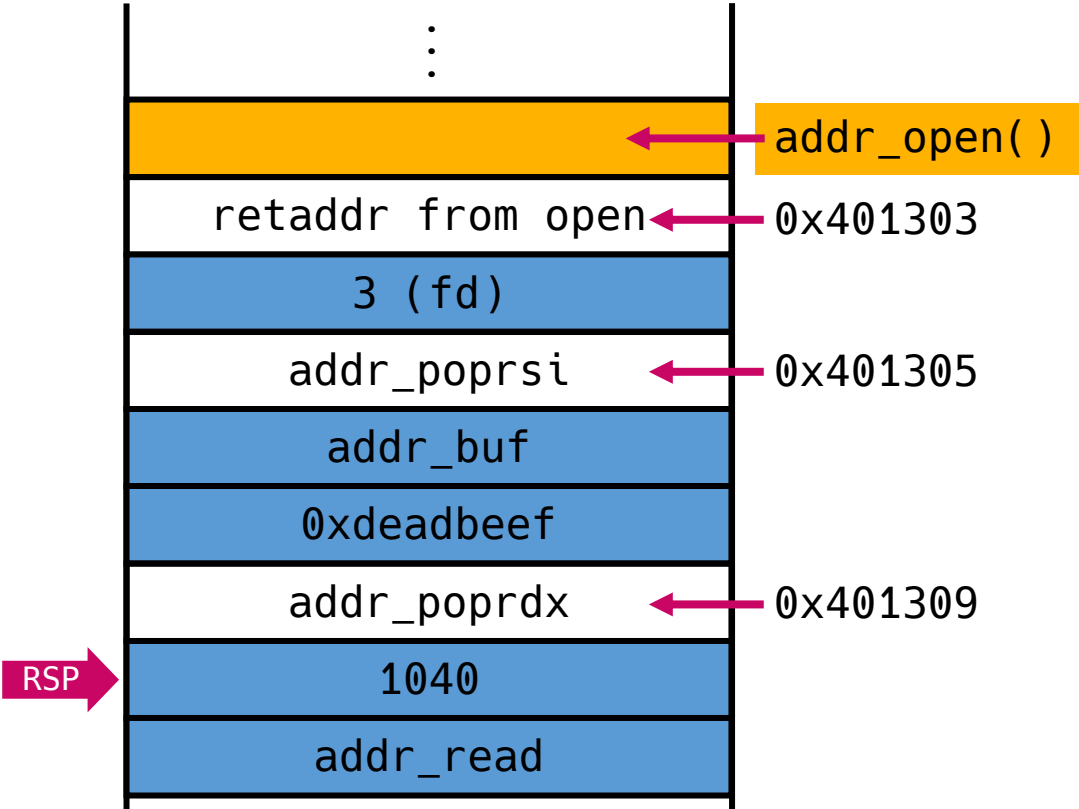 ⋮
addr_open()
retaddr from open
0x401303
3 (fd)
addr_poprsi
0x401305
addr_buf
0xdeadbeef
addr_poprdx
0x401309
RSP
1040
addr_read